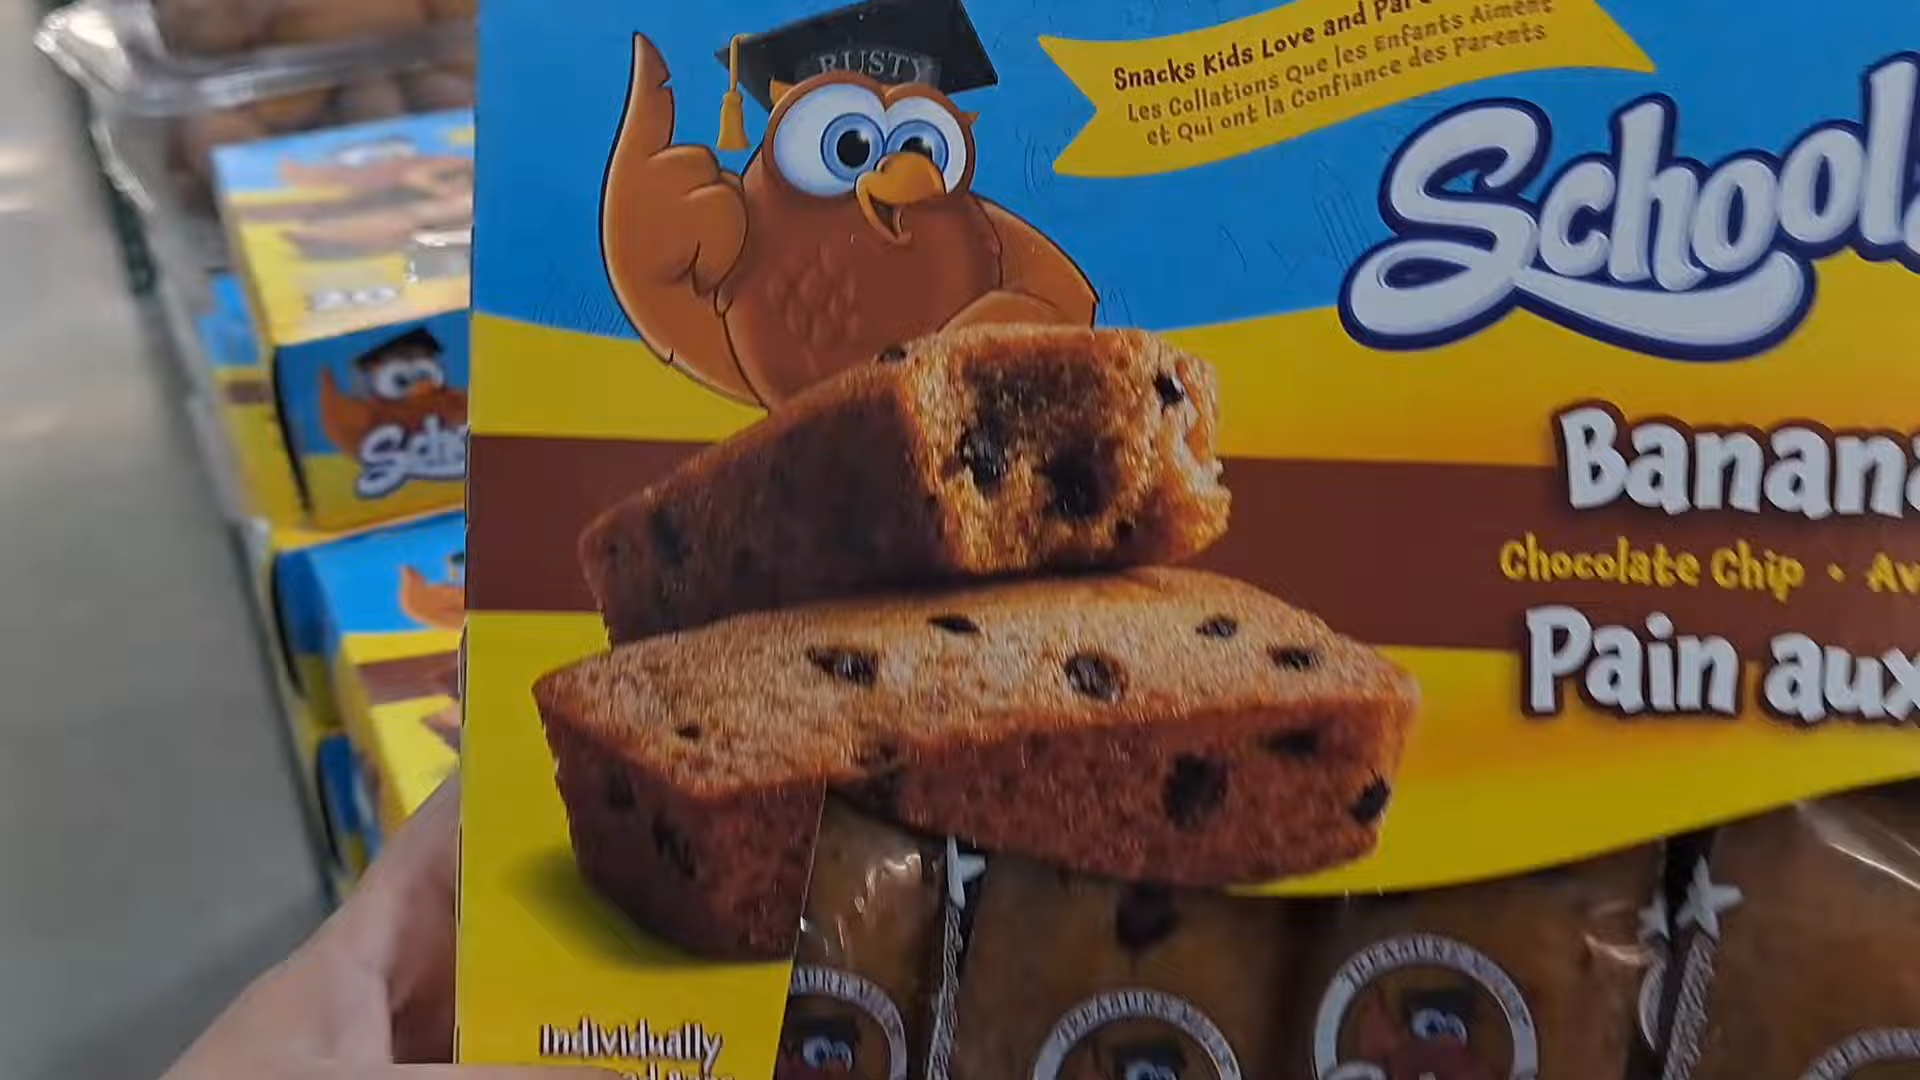 RUSTY
Snacks Kids Love and
Les Collations Que les Enfants Aiment
et Qui ont la Confiance des Parents
School
Banana
Chocolate Chip •
Pain aux
Individually
20